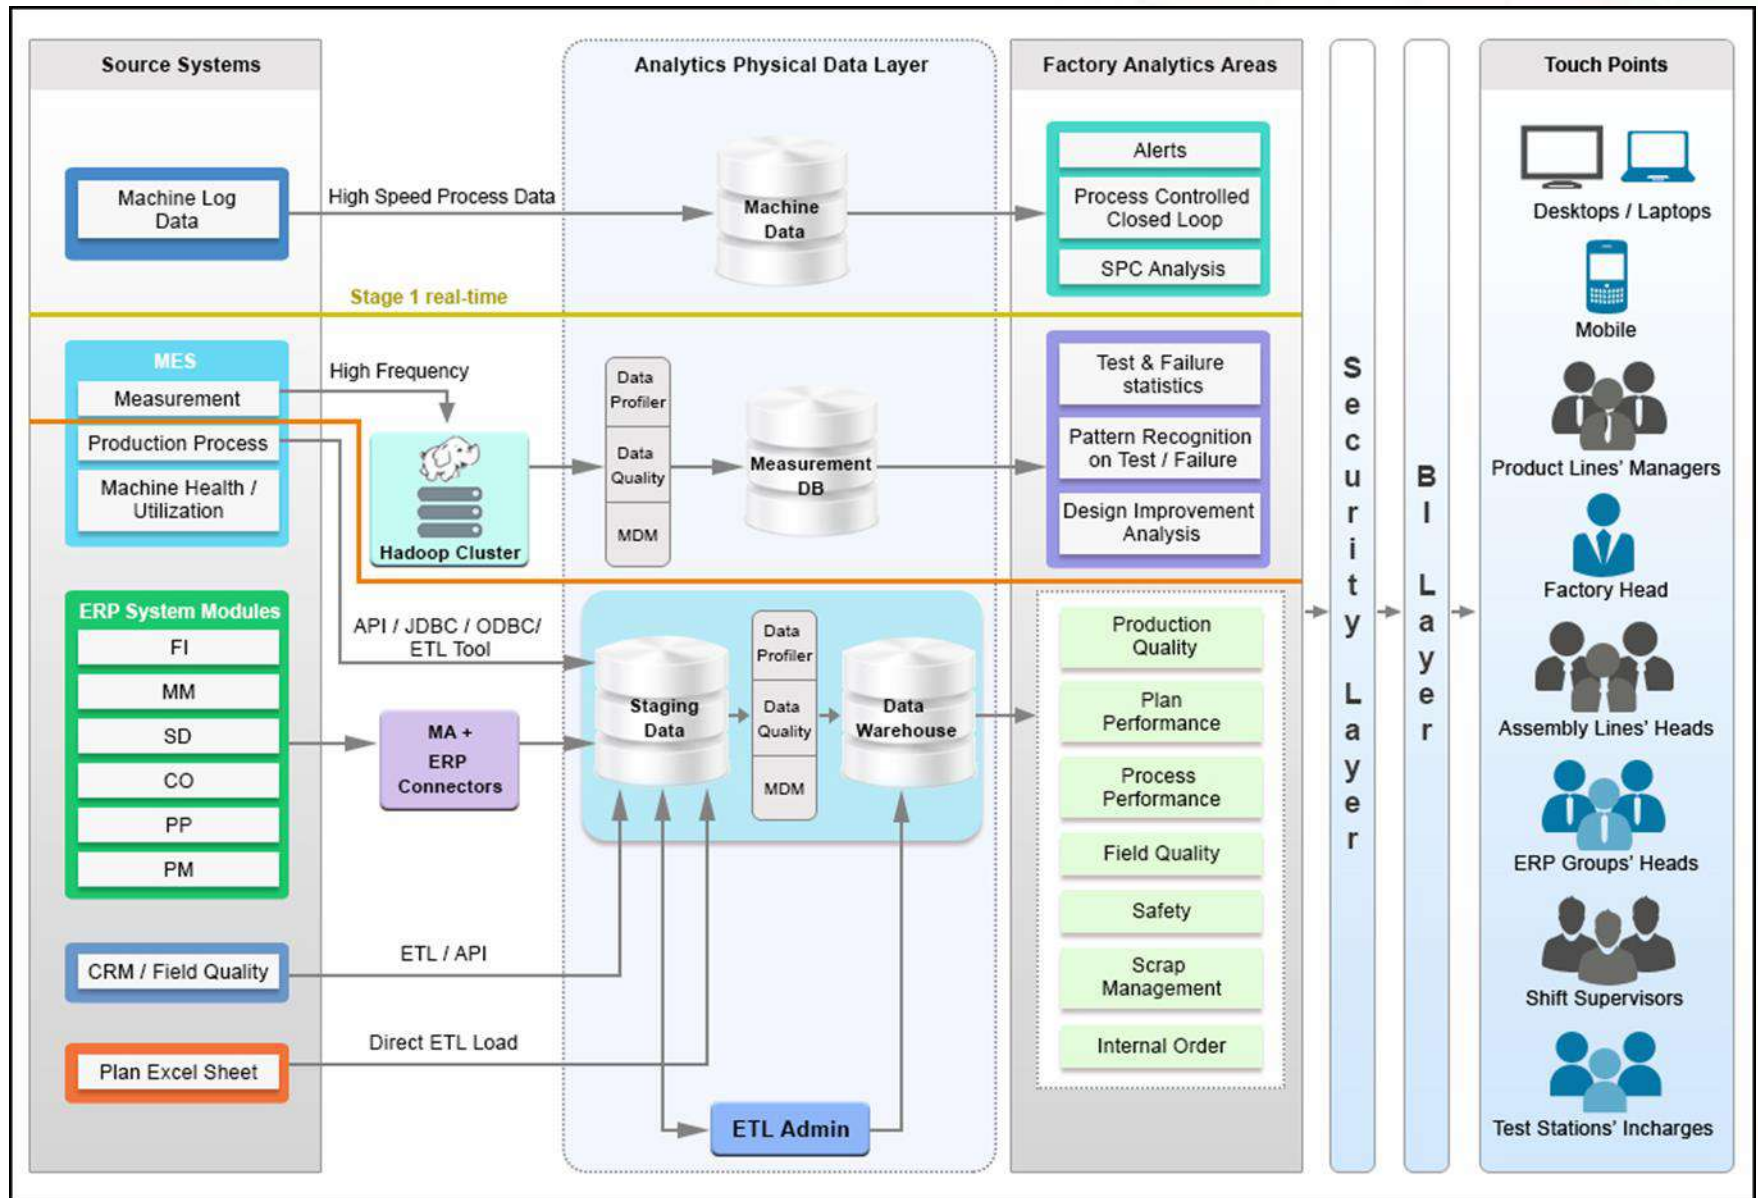 Source Systems
Analytics Physical Data Layer
Factory Analytics Areas
Touch Points
Machine Log
Data
High Speed Process Data
Machine
Data
Alerts
Process Controlled
Closed Loop
SPC Analysis
Stage 1 real-time
MES
Measurement
Production Process
Machine Health /
Utilization
High Frequency
Hadoop Cluster
Data
Profiler
Data
Quality
MDM
Measurement
DB
Test & Failure
statistics
Pattern Recognition
on Test / Failure
Design Improvement
Analysis
ERP System Modules
FI
MM
SD
CO
PP
PM
API / JDBC / ODBC/
ETL Tool
MA +
ERP
Connectors
Staging
Data
Data
Profiler
Data
Quality
MDM
Data
Warehouse
Production
Quality
Plan
Performance
Process
Performance
Field Quality
Safety
Scrap
Management
Internal Order
CRM / Field Quality
ETL / API
Plan Excel Sheet
Direct ETL Load
ETL Admin
Security Layer
BI Layer
Desktops / Laptops
Mobile
Product Lines' Managers
Factory Head
Assembly Lines' Heads
ERP Groups' Heads
Shift Supervisors
Test Stations' Incharges